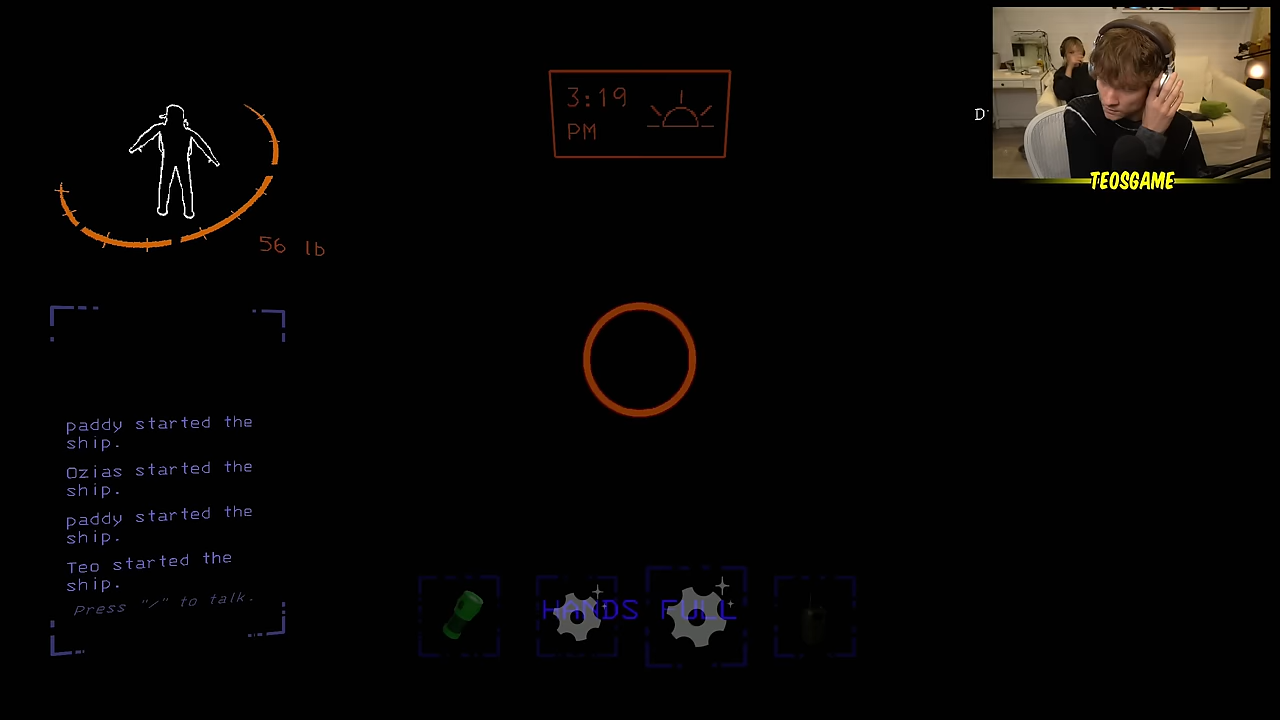 3:19
PM
D
TEOSGAME
56 lb
paddy started the
ship.
Ozias started the
ship.
paddy started the
ship.
Teo started the
ship.
Press "/" to talk.
HANDS FULL